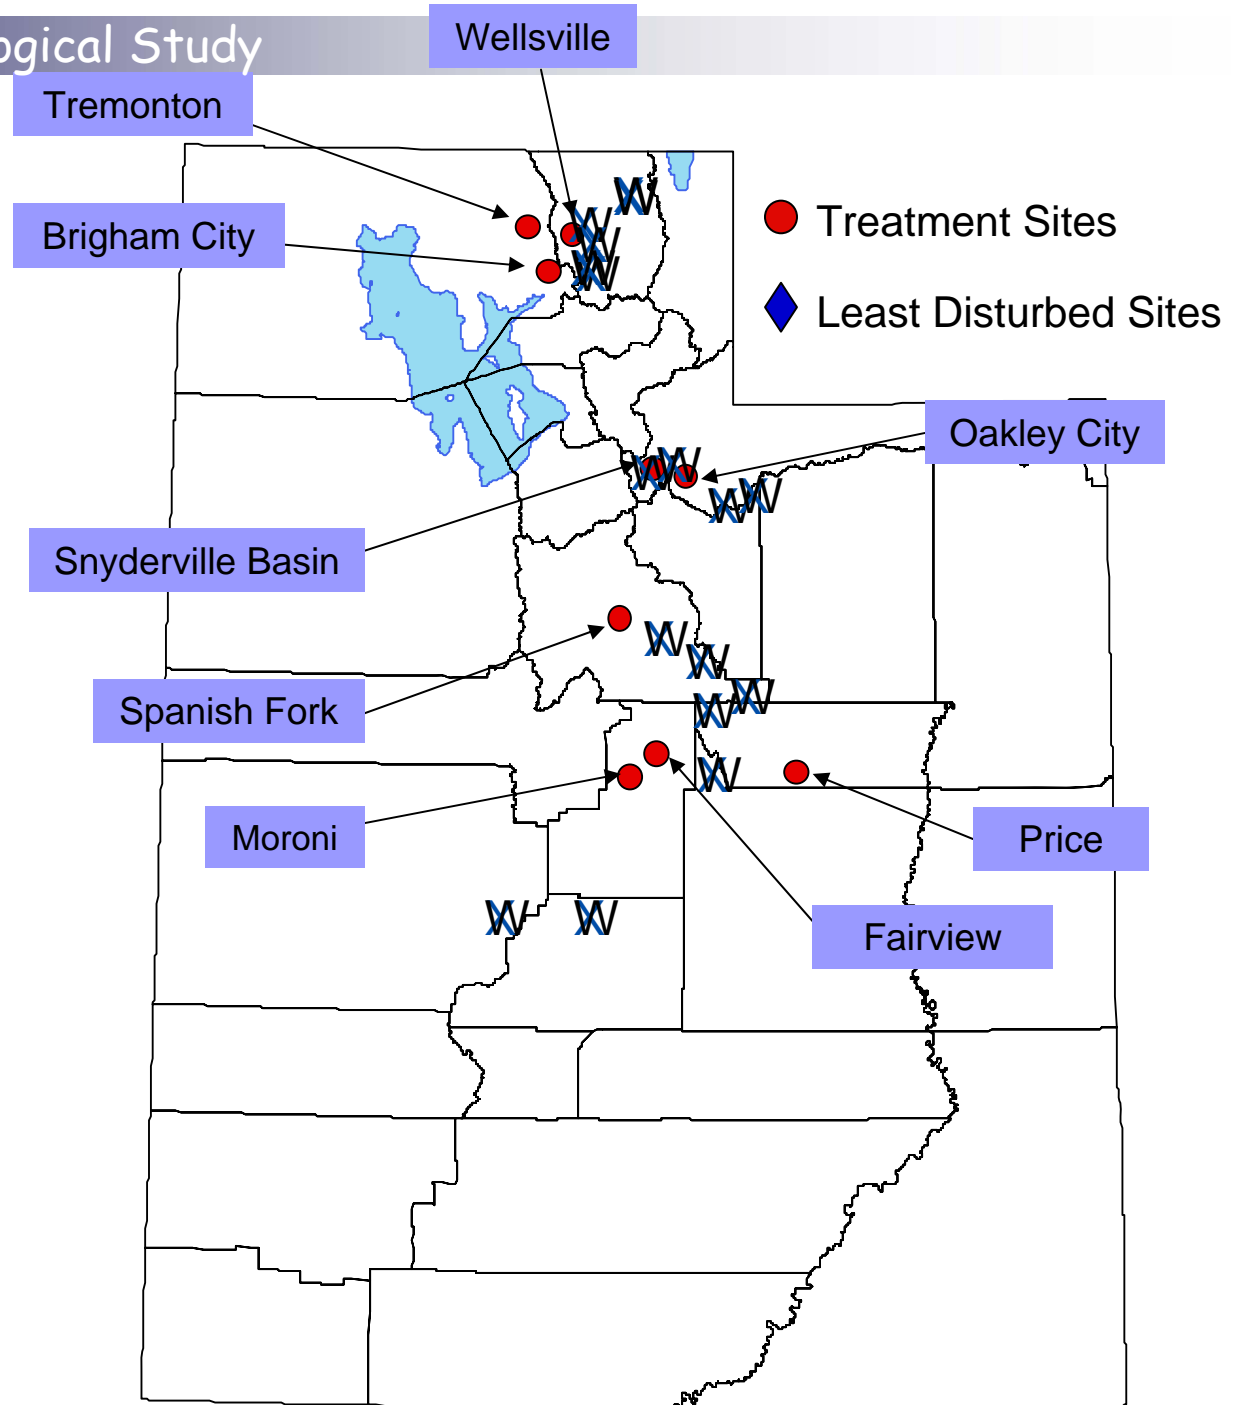 ogical Study
Wellsville
Tremonton
Brigham City
Treatment Sites
Least Disturbed Sites
Oakley City
Snyderville Basin
Spanish Fork
Moroni
Price
Fairview